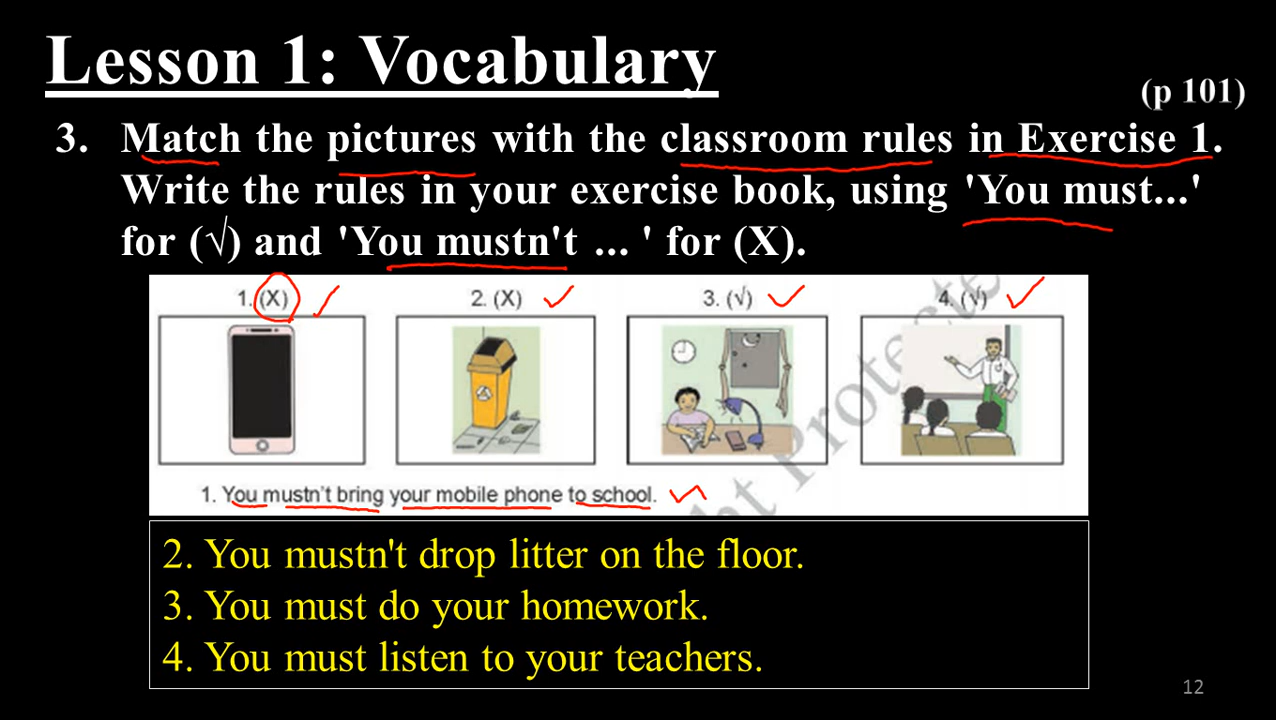 Lesson 1: Vocabulary
(p 101)
3. Match the pictures with the classroom rules in Exercise 1.
Write the rules in your exercise book, using 'You must...'
for (√) and 'You mustn't ... ' for (X).
1. (X) 2. (X) 3. (√) 4. (√)
1. You mustn't bring your mobile phone to school.
2. You mustn't drop litter on the floor.
3. You must do your homework.
4. You must listen to your teachers.
12